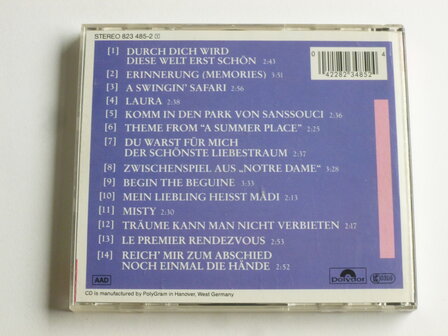 STEREO 823 485-2
0 42282 34852 4
[1] DURCH DICH WIRD
DIESE WELT ERST SCHÖN 2:43
[2] ERINNERUNG (MEMORIES) 3:51
[3] A SWINGIN' SAFARI 2:56
[4] LAURA 2:38
[5] KOMM IN DEN PARK VON SANSSOUCI 2:36
[6] THEME FROM "A SUMMER PLACE" 2:25
[7] DU WARST FÜR MICH
DER SCHÖNSTE LIEBESTRAUM 2:37
[8] ZWISCHENSPIEL AUS „NOTRE DAME" 3:28
[9] BEGIN THE BEGUINE 3:33
[10] MEIN LIEBLING HEISST MÄDI 2:13
[11] MISTY 2:30
[12] TRÄUME KANN MAN NICHT VERBIETEN 2:17
[13] LE PREMIER RENDEZVOUS 2:53
[14] REICH' MIR ZUM ABSCHIED
NOCH EINMAL DIE HÄNDE 2:52
AAD
Polydor
CD is manufactured by PolyGram in Hanover, West Germany